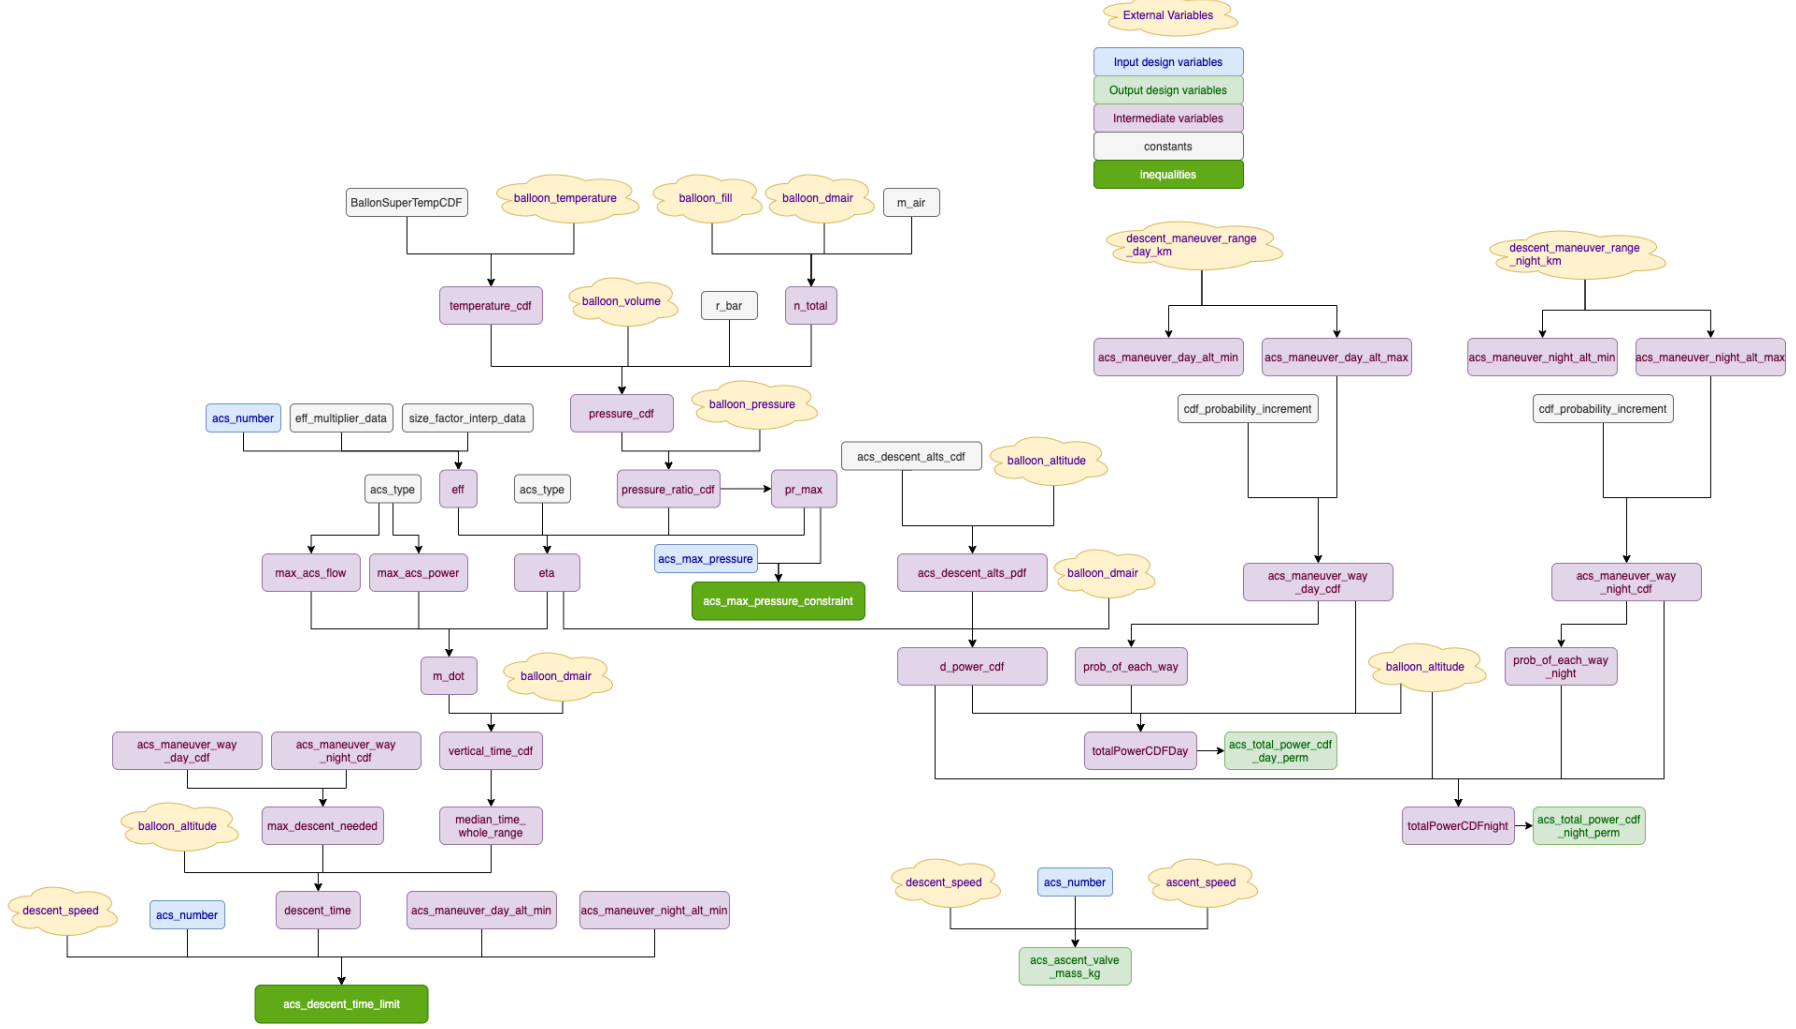 External Variables
Input design variables
Output design variables
Intermediate variables
constants
inequalities
BallonSuperTempCDF
balloon_temperature
balloon_fill
balloon_dmair
m_air
descent_maneuver_range
_day_km
descent_maneuver_range
_night_km
temperature_cdf
balloon_volume
r_bar
n_total
acs_maneuver_day_alt_min
acs_maneuver_day_alt_max
acs_maneuver_night_alt_min
acs_maneuver_night_alt_max
acs_number
eff_multiplier_data
size_factor_interp_data
pressure_cdf
balloon_pressure
cdf_probability_increment
cdf_probability_increment
acs_descent_alts_cdf
balloon_altitude
acs_type
eff
acs_type
pressure_ratio_cdf
pr_max
max_acs_flow
max_acs_power
eta
acs_max_pressure
acs_max_pressure_constraint
acs_descent_alts_pdf
balloon_dmair
acs_maneuver_way
_day_cdf
acs_maneuver_way
_night_cdf
m_dot
balloon_dmair
d_power_cdf
prob_of_each_way
balloon_altitude
prob_of_each_way
_night
acs_maneuver_way
_day_cdf
acs_maneuver_way
_night_cdf
vertical_time_cdf
totalPowerCDFDay
acs_total_power_cdf
_day_perm
balloon_altitude
max_descent_needed
median_time_
whole_range
totalPowerCDFnight
acs_total_power_cdf
_night_perm
descent_speed
acs_number
ascent_speed
descent_speed
acs_number
descent_time
acs_maneuver_day_alt_min
acs_maneuver_night_alt_min
acs_ascent_valve
_mass_kg
acs_descent_time_limit